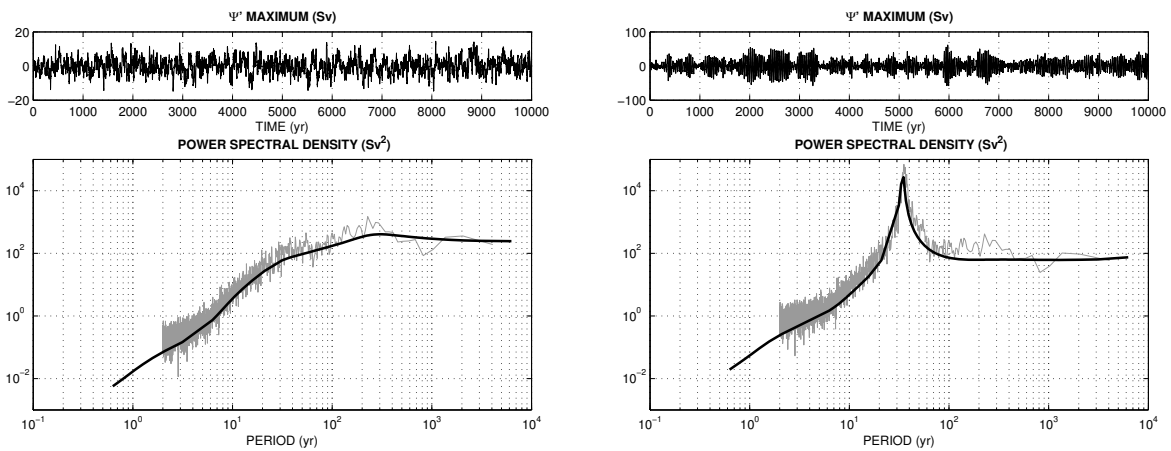 Ψ' MAXIMUM (Sv)
20
0
−20
0 1000 2000 3000 4000 5000 6000 7000 8000 9000 10000
TIME (yr)
POWER SPECTRAL DENSITY (Sv²)
10⁴
10²
10⁰
10⁻²
10⁻¹ 10⁰ 10¹ 10² 10³ 10⁴
PERIOD (yr)
Ψ' MAXIMUM (Sv)
100
0
−100
0 1000 2000 3000 4000 5000 6000 7000 8000 9000 10000
TIME (yr)
POWER SPECTRAL DENSITY (Sv²)
10⁴
10²
10⁰
10⁻²
10⁻¹ 10⁰ 10¹ 10² 10³ 10⁴
PERIOD (yr)